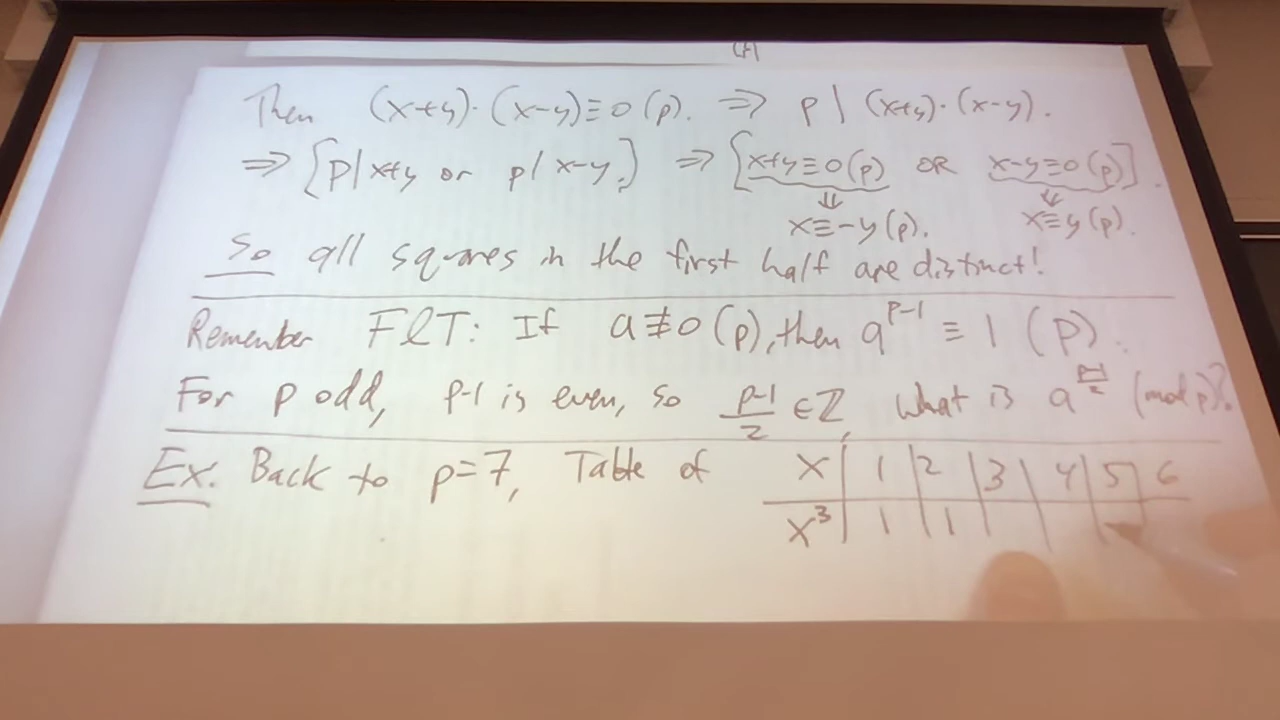 Then (x+y)·(x-y)≡0 (p). ⇒ p | (x+y)·(x-y).
⇒ [p|x+y or p|x-y.] ⇒ [x+y≡0(p) OR x-y≡0(p)].
⇓ ⇓
x≡-y(p). x≡y(p).
So all squares in the first half are distinct!
Remember FlT: If a≢0(p), then a^{p-1} ≡ 1 (p).
For p odd, p-1 is even, so \frac{p-1}{2} ∈ ℤ, What is a^{\frac{p-1}{2}} (mod p)?
Ex. Back to p=7, Table of x | 1 | 2 | 3 | 4 | 5 | 6
x³ | 1 | 1 | | |